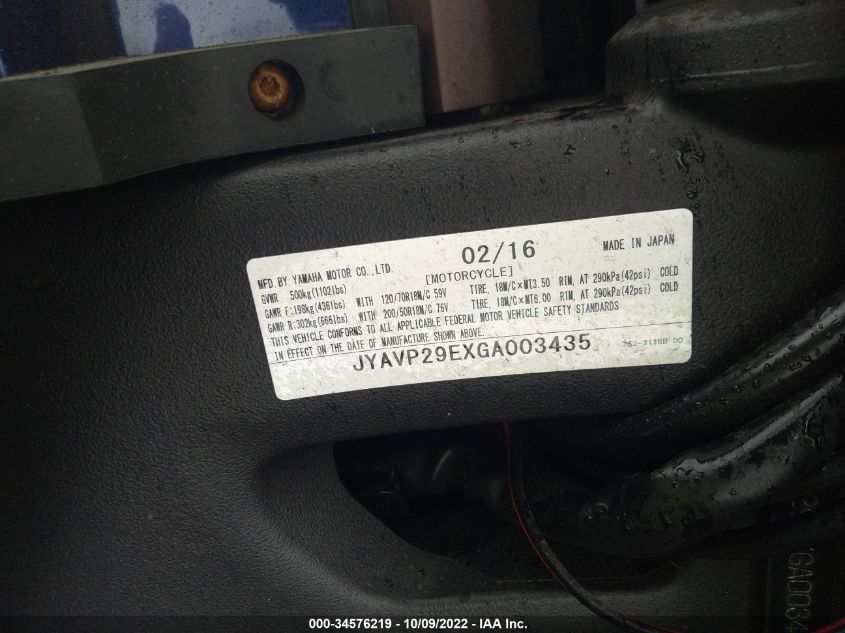 02/16
MADE IN JAPAN
MFD.BY YAMAHA MOTOR CO.,LTD.
[MOTORCYCLE]
GVWR 500kg(1102lbs)
GAWR F:198kg(436lbs) WITH 120/70R18M/C 59V TIRE, 18M/C×MT3.50 RIM, AT 290kPa(42psi) COLD
GAWR R:302kg(666lbs) WITH 200/50R18M/C 76V TIRE, 18M/C×MT6.00 RIM, AT 290kPa(42psi) COLD
THIS VEHICLE CONFORMS TO ALL APPLICABLE FEDERAL MOTOR VEHICLE SAFETY STANDARDS
IN EFFECT ON THE DATE OF MANUFACTURE SHOWN ABOVE.
JYAVP29EXGA003435
000-34576219 - 10/09/2022 - IAA Inc.